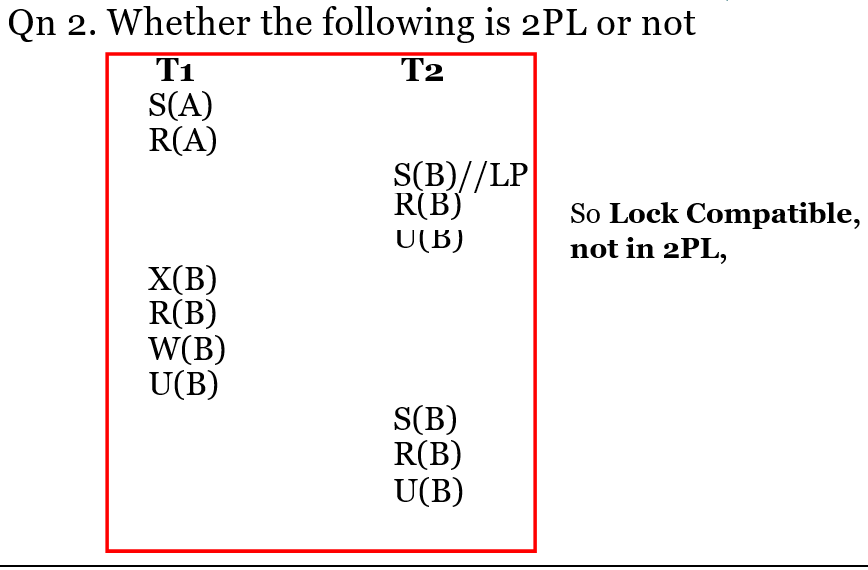 Qn 2. Whether the following is 2PL or not
T1 T2
S(A)
R(A)
S(B)//LP
R(B)
U(B)
So Lock Compatible,
not in 2PL,
X(B)
R(B)
W(B)
U(B)
S(B)
R(B)
U(B)